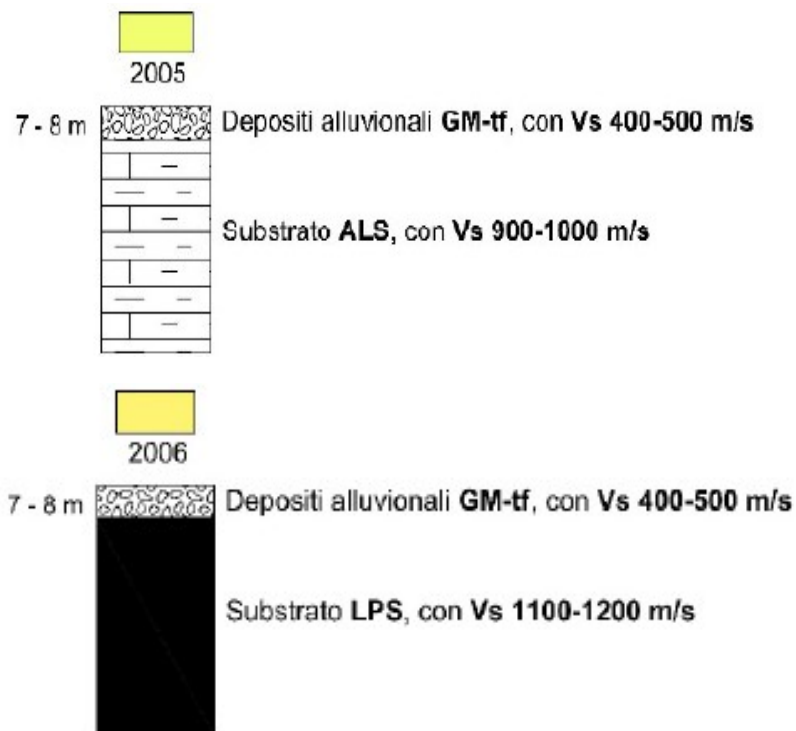 2005
7 - 8 m Depositi alluvionali GM-tf, con Vs 400-500 m/s
Substrato ALS, con Vs 900-1000 m/s
2006
7 - 8 m Depositi alluvionali GM-tf, con Vs 400-500 m/s
Substrato LPS, con Vs 1100-1200 m/s